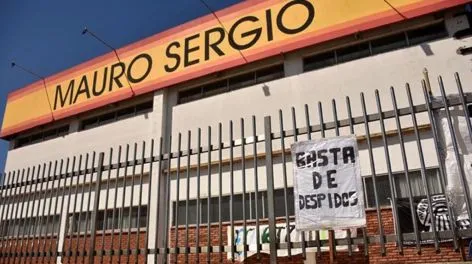 MAURO SERGIO
BASTA
DE
DESPIDOS